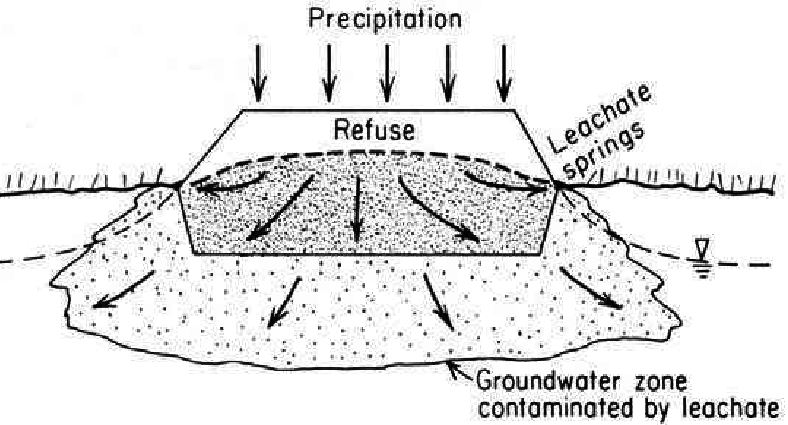 Precipitation
Refuse
Leachate
springs
Groundwater zone
contaminated by leachate